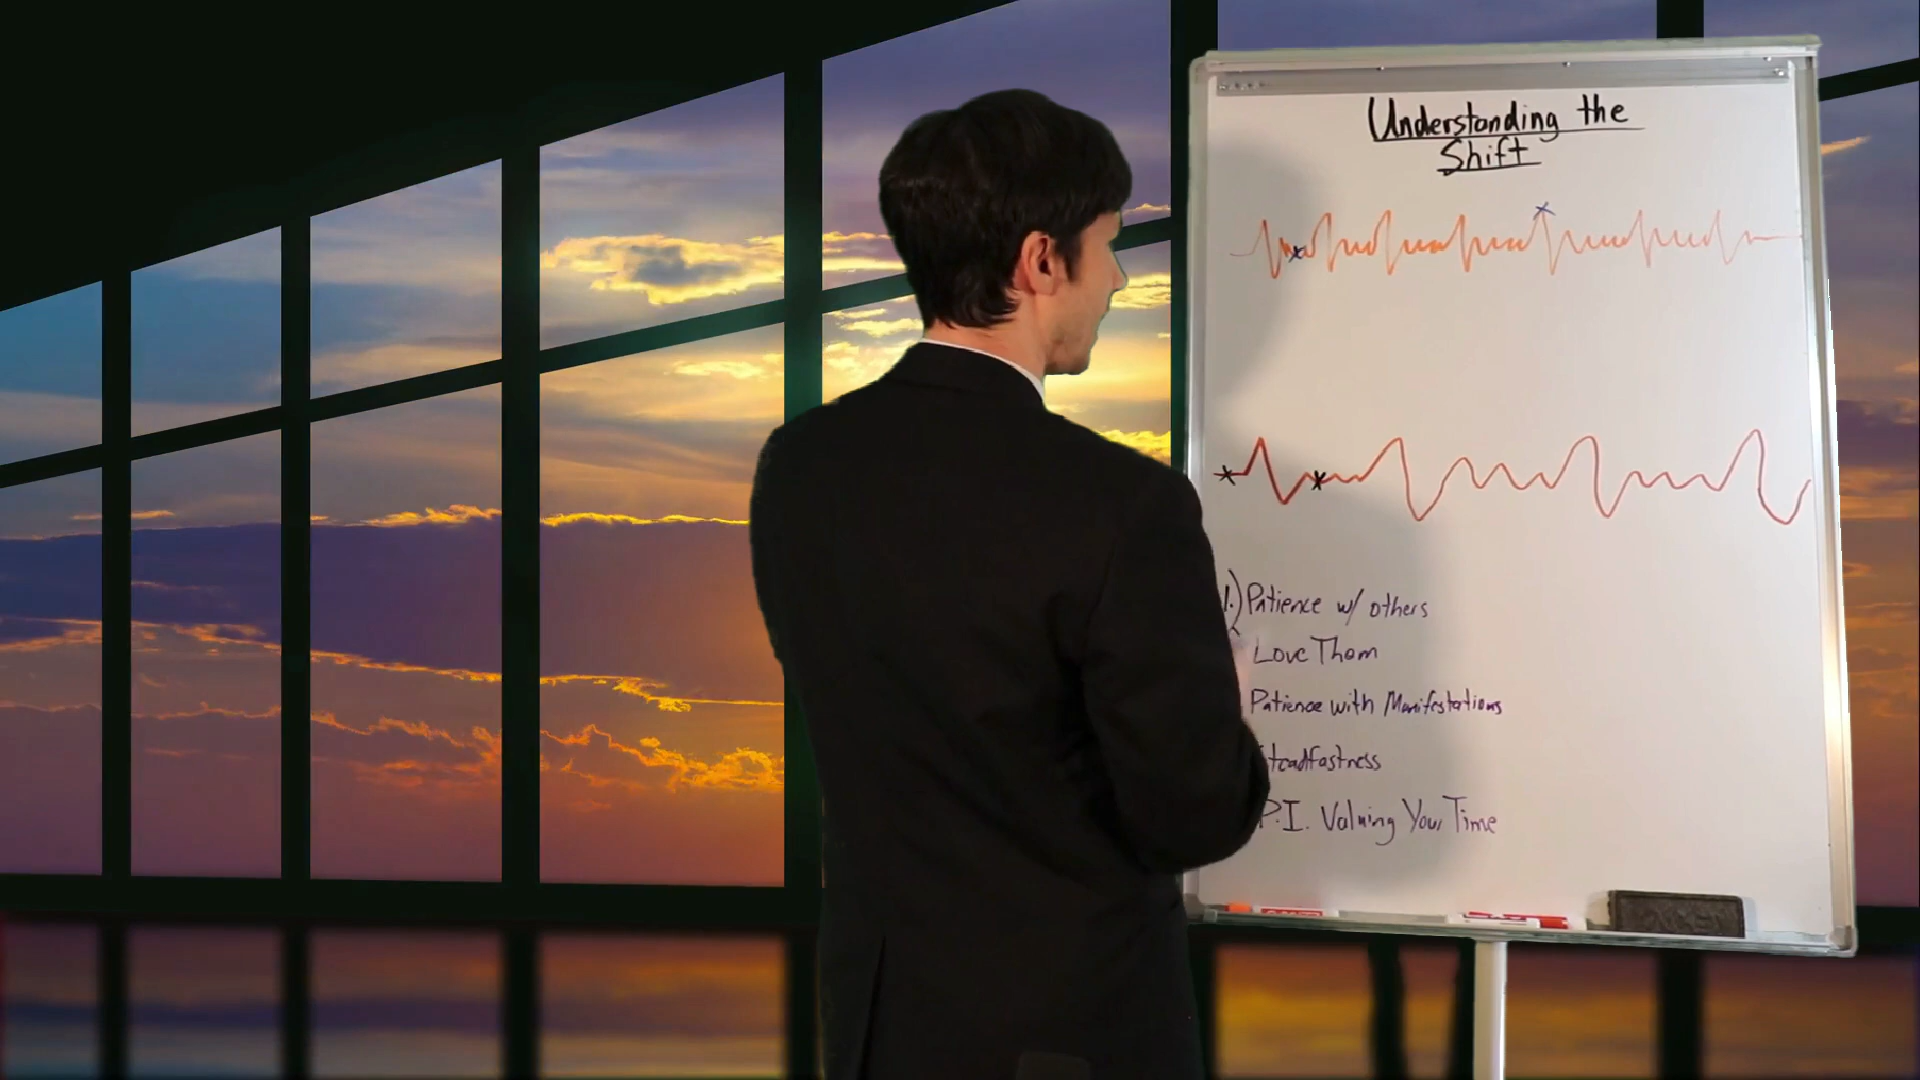 Understanding the
Shift
1.) Patience w/ others
Love Them
Patience with Manifestations
Steadfastness
P.I. Valuing Your Time